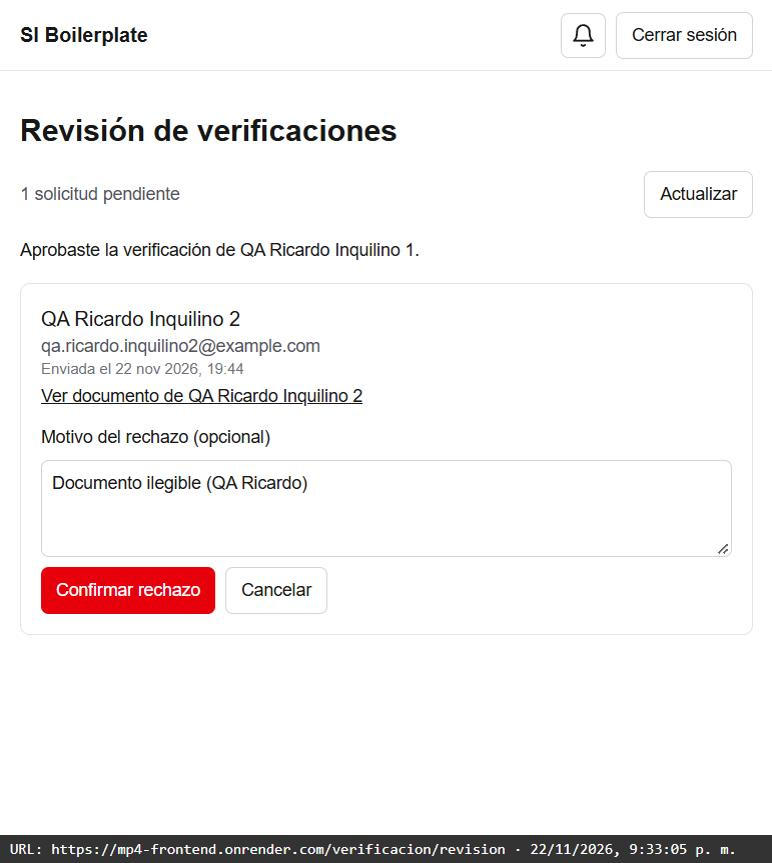 SI Boilerplate
Cerrar sesión
Revisión de verificaciones
1 solicitud pendiente
Actualizar
Aprobaste la verificación de QA Ricardo Inquilino 1.
QA Ricardo Inquilino 2
qa.ricardo.inquilino2@example.com
Enviada el 22 nov 2026, 19:44
Ver documento de QA Ricardo Inquilino 2
Motivo del rechazo (opcional)
Documento ilegible (QA Ricardo)
Confirmar rechazo
Cancelar
URL: https://mp4-frontend.onrender.com/verificacion/revision · 22/11/2026, 9:33:05 p. m.